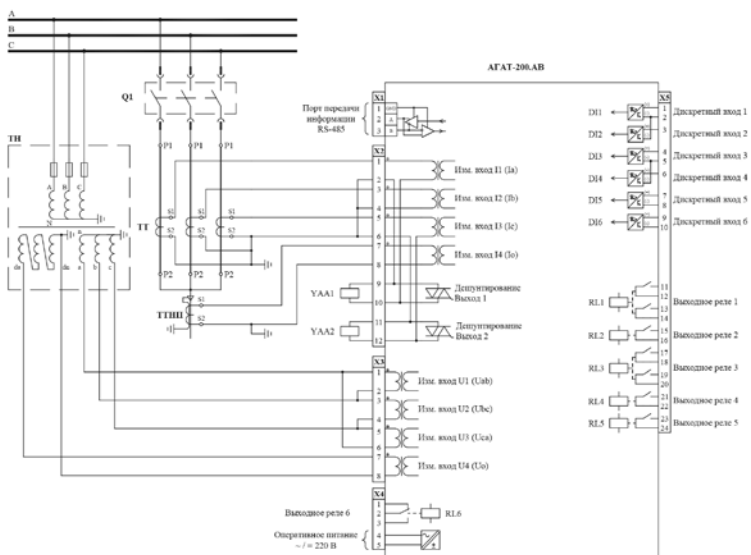 A
B
C
АГАТ-200.АВ
Q1
ТН
A B C
N
n
da dn a b c
P1 P1 P1
ТТ
S1 S1 S1
S2 S2 S2
P2 P2 P2
ТТНП
S1
S2
YAA1
YAA2
X1
Порт передачи
информации
RS-485
1
2 A
3 B
X2
1 Изм. вход I1 (Ia)
2
3 Изм. вход I2 (Ib)
4
5 Изм. вход I3 (Ic)
6
7 Изм. вход I4 (Io)
8
9 Дешунтирование
10 Выход 1
11 Дешунтирование
12 Выход 2
X3
1 Изм. вход U1 (Uab)
2
3 Изм. вход U2 (Ubc)
4
5 Изм. вход U3 (Uca)
6
7 Изм. вход U4 (Uo)
8
X4
Выходное реле 6
1
2 RL6
3
Оперативное питание
~ / = 220 В
4
5
X5
DI1 1 Дискретный вход 1
2
DI2 3 Дискретный вход 2
DI3 4 Дискретный вход 3
5
DI4 6 Дискретный вход 4
DI5 7 Дискретный вход 5
8
DI6 9 Дискретный вход 6
10
11
RL1 12 Выходное реле 1
13
14
RL2 15 Выходное реле 2
16
17
RL3 18 Выходное реле 3
19
20
RL4 21 Выходное реле 4
22
RL5 23 Выходное реле 5
24